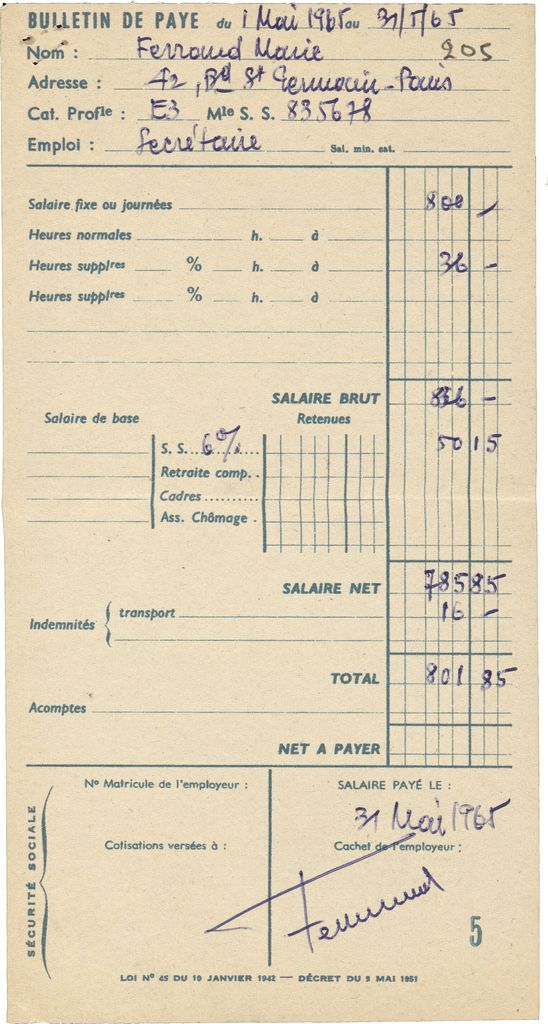 BULLETIN DE PAYE du 1 Mai 1965 au 31/5/65
Nom : Ferrand Marie 205
Adresse : 42, Bd St Germain - Paris
Cat. Profle : E3 Mle S. S. 835678
Emploi : Secrétaire Sal. min. cat.
Salaire fixe ou journées 800 -
Heures normales h. à
Heures supplres % h. à 36 -
Heures supplres % h. à
SALAIRE BRUT 836 -
Salaire de base Retenues
S. S. 6% 50 15
Retraite comp.
Cadres
Ass. Chômage
SALAIRE NET 785 85
Indemnités transport 16 -
TOTAL 801 85
Acomptes
NET A PAYER
SÉCURITÉ SOCIALE
No Matricule de l'employeur :
Cotisations versées à :
SALAIRE PAYÉ LE :
31 Mai 1965
Cachet de l'employeur :
5
LOI No 45 DU 10 JANVIER 1942 — DÉCRET DU 9 MAI 1951